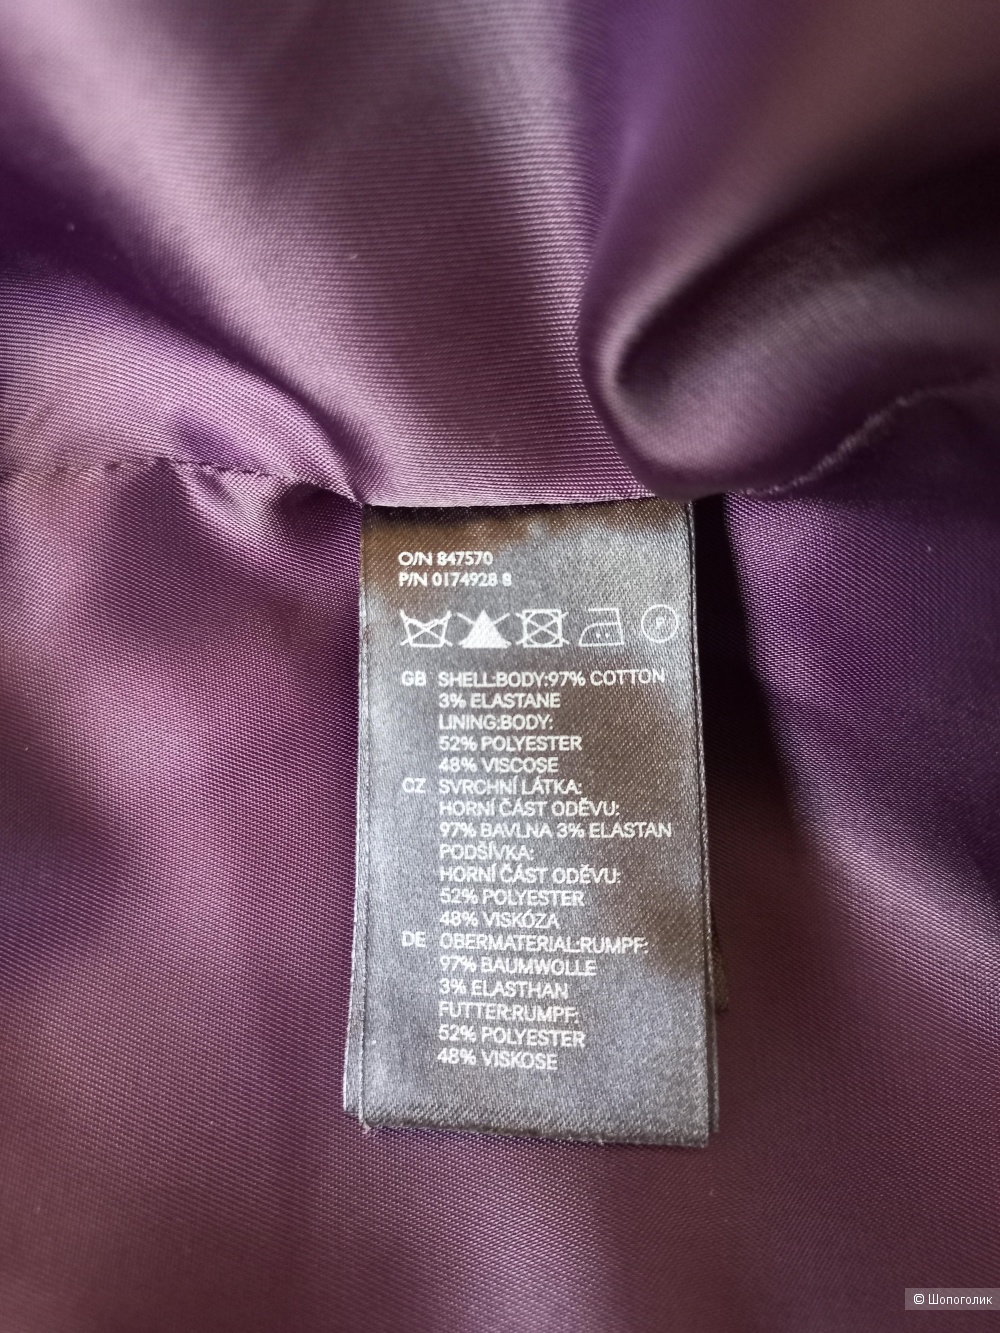 O/N 847570
P/N 0174928 8
P
GB SHELL:BODY:97% COTTON
3% ELASTANE
LINING:BODY:
52% POLYESTER
48% VISCOSE
CZ SVRCHNÍ LÁTKA:
HORNÍ ČÁST ODĚVU:
97% BAVLNA 3% ELASTAN
PODŠÍVKA:
HORNÍ ČÁST ODĚVU:
52% POLYESTER
48% VISKÓZA
DE OBERMATERIAL:RUMPF:
97% BAUMWOLLE
3% ELASTHAN
FUTTER:RUMPF:
52% POLYESTER
48% VISKOSE
© Шопоголик